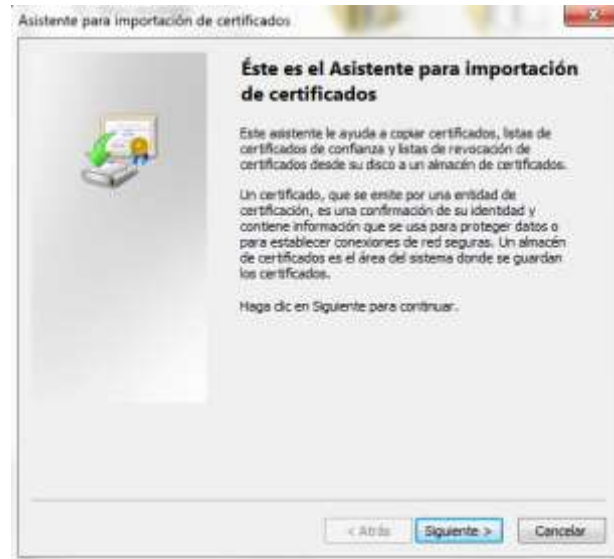 Asistente para importación de certificados
Éste es el Asistente para importación
de certificados
Este asistente le ayuda a copiar certificados, listas de
certificados de confianza y listas de revocación de
certificados desde su disco a un almacén de certificados.
Un certificado, que se emite por una entidad de
certificación, es una confirmación de su identidad y
contiene información que se usa para proteger datos o
para establecer conexiones de red seguras. Un almacén
de certificados es el área del sistema donde se guardan
los certificados.
Haga clic en Siguiente para continuar.
< Atrás Siguiente > Cancelar